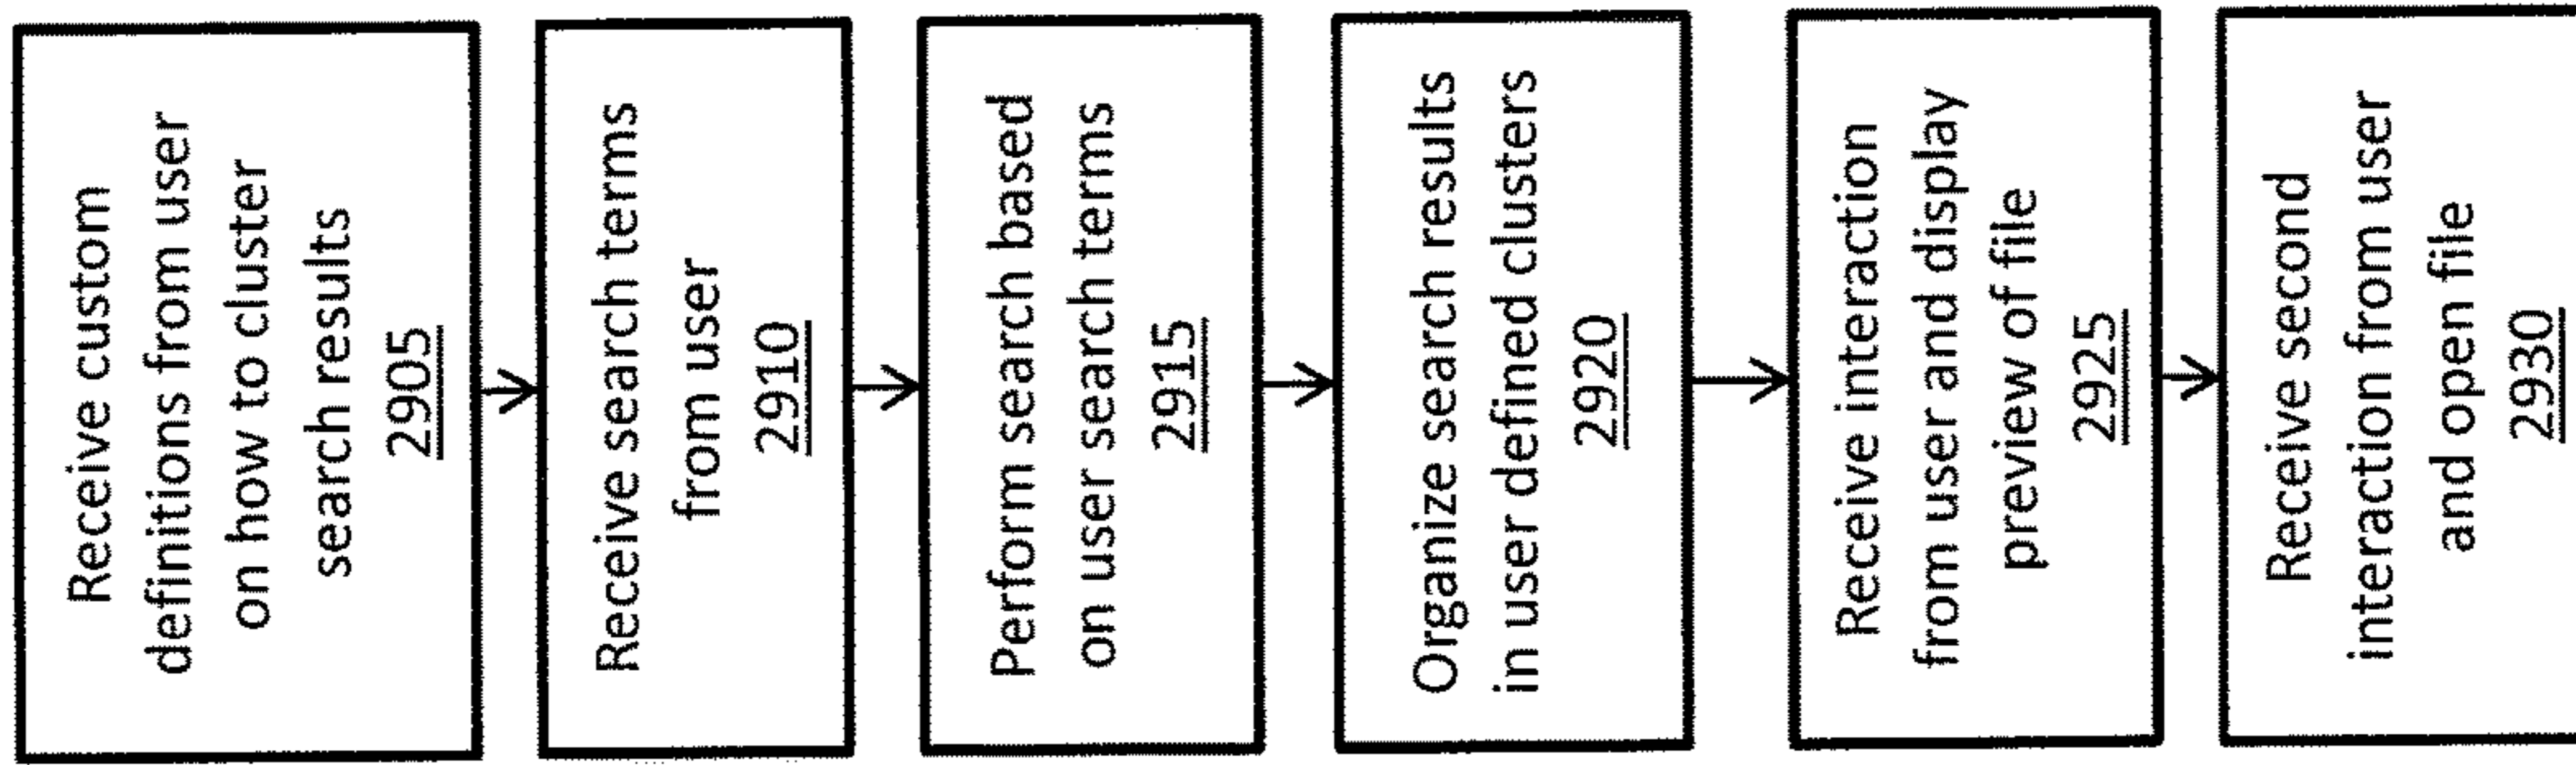 Receive custom
definitions from user
on how to cluster
search results
2905
Receive search terms
from user
2910
Perform search based
on user search terms
2915
Organize search results
in user defined clusters
2920
Receive interaction
from user and display
preview of file
2925
Receive second
interaction from user
and open file
2930